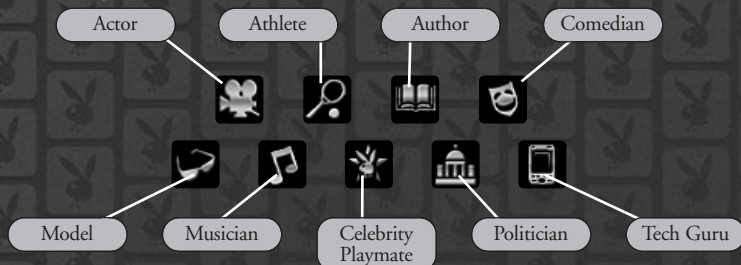 Actor
Athlete
Author
Comedian
Model
Musician
Celebrity
Playmate
Politician
Tech Guru